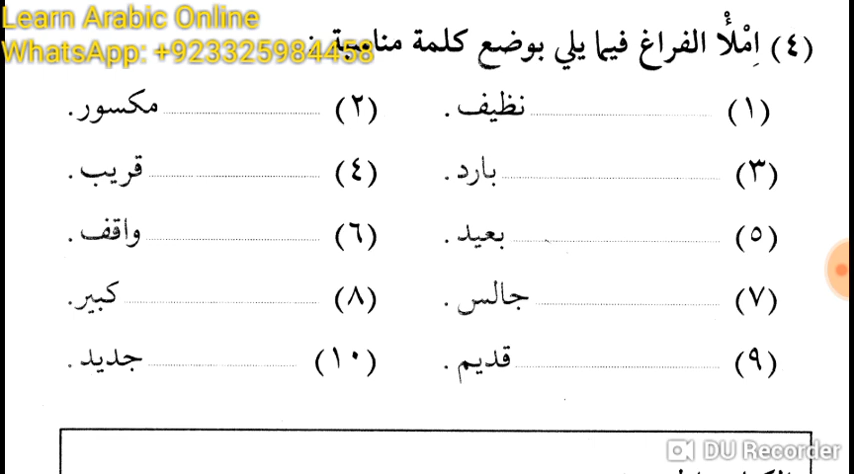 Learn Arabic Online
WhatsApp: +923325984458
(٤) اِمْلأْ الفراغ فيما يلي بوضع كلمة مناسبة :
(١) ........ نظيف . (٢) ........ مكسور .
(٣) ........ بارد . (٤) ........ قريب .
(٥) ........ بعيد . (٦) ........ واقف .
(٧) ........ جالس . (٨) ........ كبير .
(٩) ........ قديم . (١٠) ........ جديد .
DU Recorder